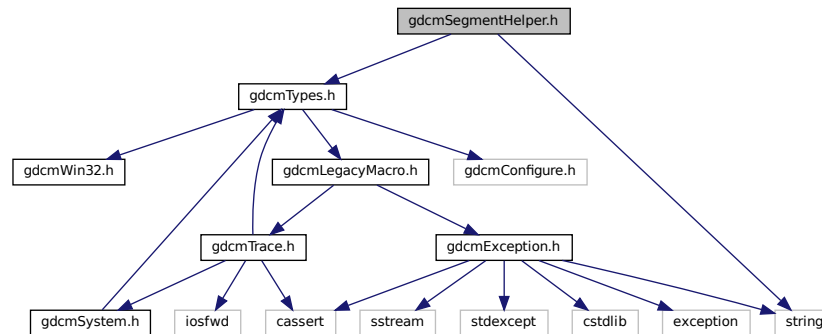 gdcmSegmentHelper.h
gdcmTypes.h
gdcmWin32.h
gdcmLegacyMacro.h
gdcmConfigure.h
gdcmTrace.h
gdcmException.h
gdcmSystem.h
iosfwd
cassert
sstream
stdexcept
cstdlib
exception
string